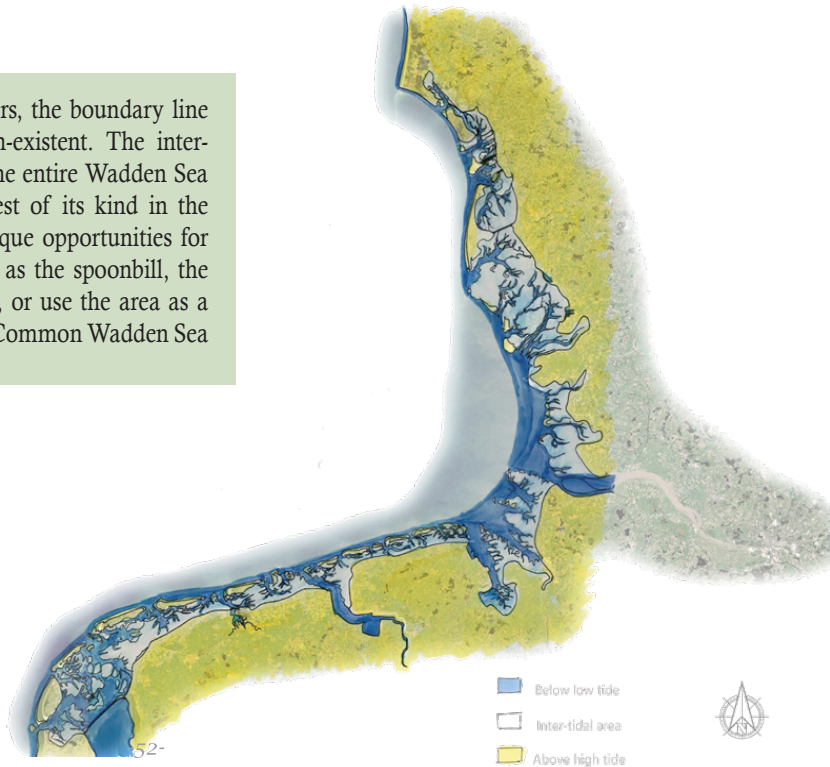 rs, the boundary line
n-existent. The inter-
he entire Wadden Sea
est of its kind in the
que opportunities for
as the spoonbill, the
, or use the area as a
Common Wadden Sea
Below low tide
Inter-tidal area
Above high tide
52-
N